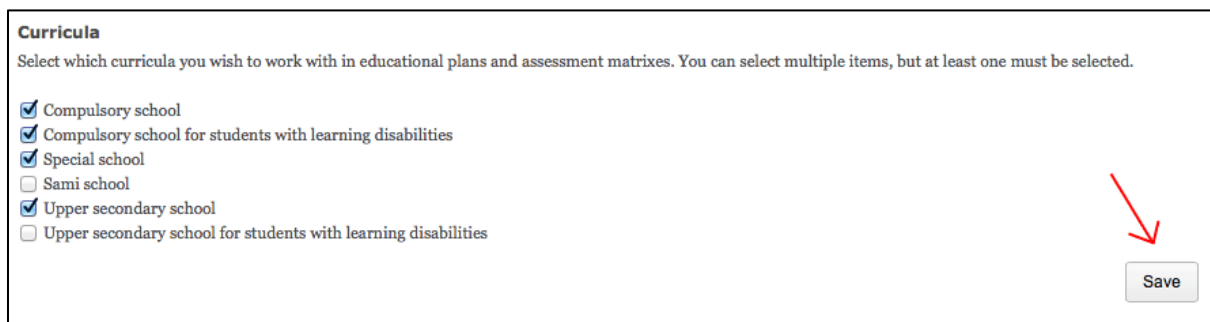 Curricula
Select which curricula you wish to work with in educational plans and assessment matrixes. You can select multiple items, but at least one must be selected.
Compulsory school
Compulsory school for students with learning disabilities
Special school
Sami school
Upper secondary school
Upper secondary school for students with learning disabilities
Save